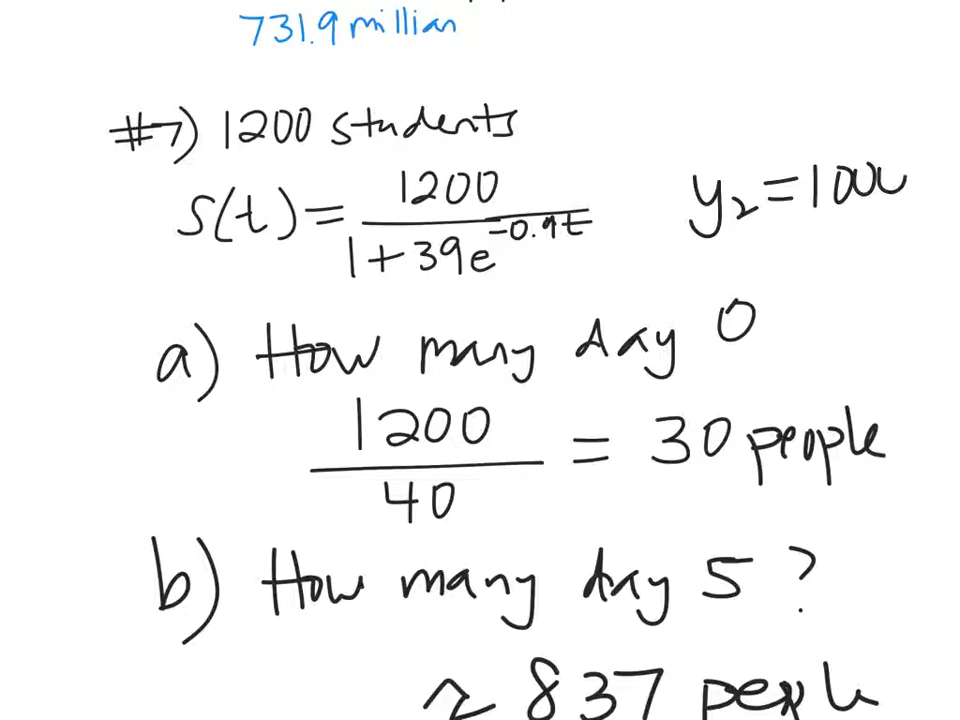 731.9 million
#7) 1200 students
S(t) = 1200 / (1 + 39e^(-0.9t))
y₂ = 1000
a) How many day 0
1200 / 40 = 30 people
b) How many day 5 ?
≈ 837 people